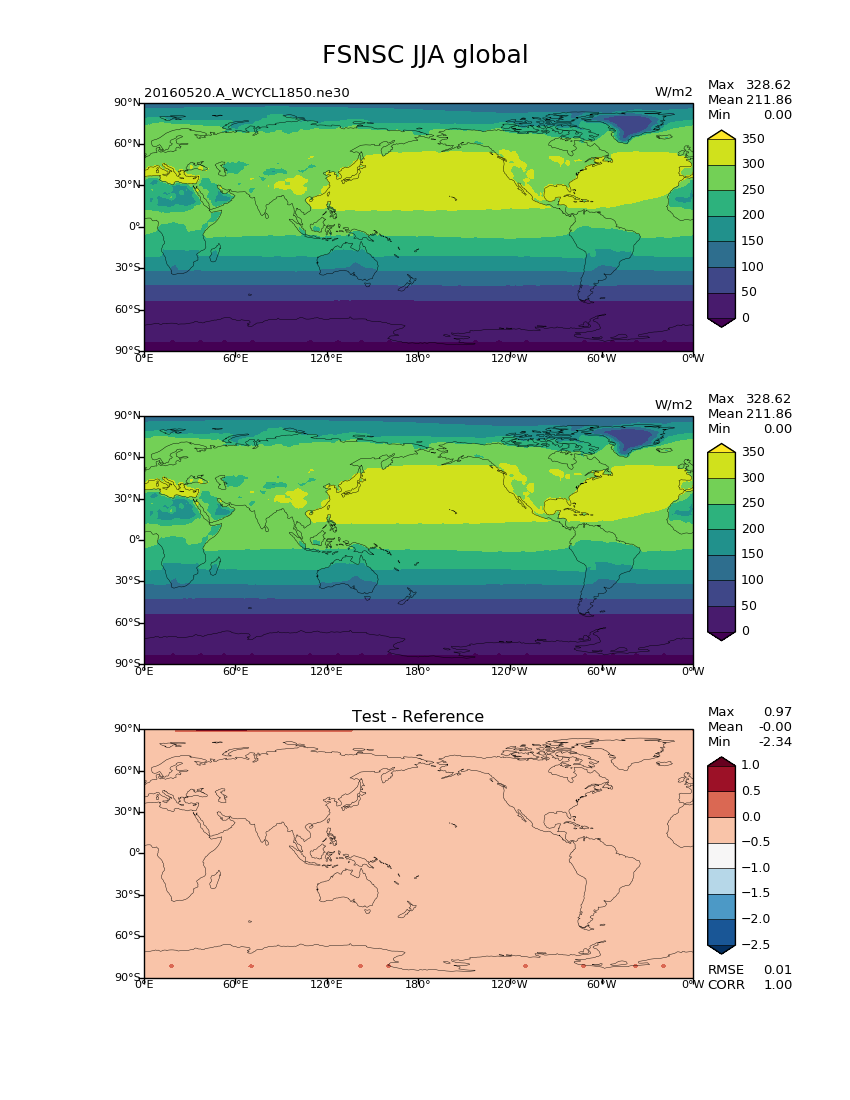 FSNSC JJA global
20160520.A_WCYCL1850.ne30
W/m2
Max 328.62
Mean 211.86
Min 0.00
90°N
60°N
30°N
0°
30°S
60°S
90°S
0°E 60°E 120°E 180° 120°W 60°W 0°W
350
300
250
200
150
100
50
0
W/m2
Max 328.62
Mean 211.86
Min 0.00
90°N
60°N
30°N
0°
30°S
60°S
90°S
0°E 60°E 120°E 180° 120°W 60°W 0°W
350
300
250
200
150
100
50
0
Test - Reference
Max 0.97
Mean -0.00
Min -2.34
90°N
60°N
30°N
0°
30°S
60°S
90°S
0°E 60°E 120°E 180° 120°W 60°W 0°W
1.0
0.5
0.0
−0.5
−1.0
−1.5
−2.0
−2.5
RMSE 0.01
CORR 1.00